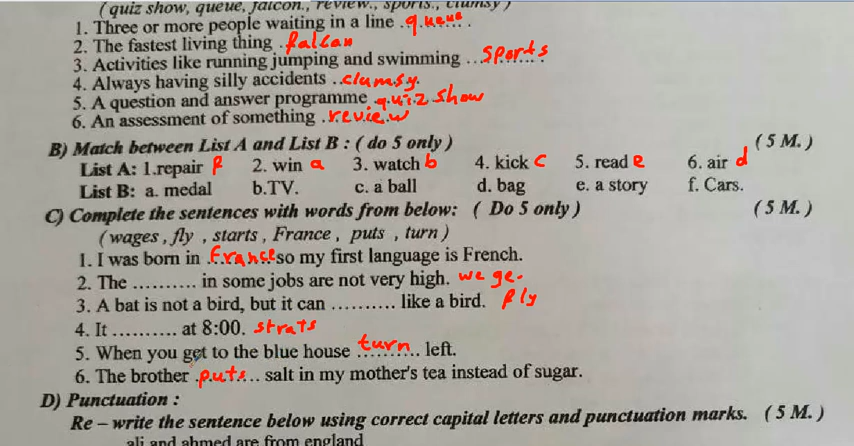 ( quiz show, queue, falcon., review., sports., clumsy )
1. Three or more people waiting in a line .queue. .
2. The fastest living thing .falcan
3. Activities like running jumping and swimming ...sports..
4. Always having silly accidents ..clumsy.
5. A question and answer programme quiz show
6. An assessment of something .review
B) Match between List A and List B : ( do 5 only ) ( 5 M. )
List A: 1.repair f 2. win a 3. watch b 4. kick c 5. read e 6. air d
List B: a. medal b.TV. c. a ball d. bag e. a story f. Cars.
C) Complete the sentences with words from below: ( Do 5 only ) ( 5 M. )
( wages , fly , starts , France , puts , turn )
1. I was born in .France.so my first language is French.
2. The .......... in some jobs are not very high. we ge-
3. A bat is not a bird, but it can .......... like a bird. fly
4. It .......... at 8:00. strats
5. When you get to the blue house turn.. left.
6. The brother .puts... salt in my mother's tea instead of sugar.
D) Punctuation :
Re – write the sentence below using correct capital letters and punctuation marks. ( 5 M. )
ali and ahmed are from england